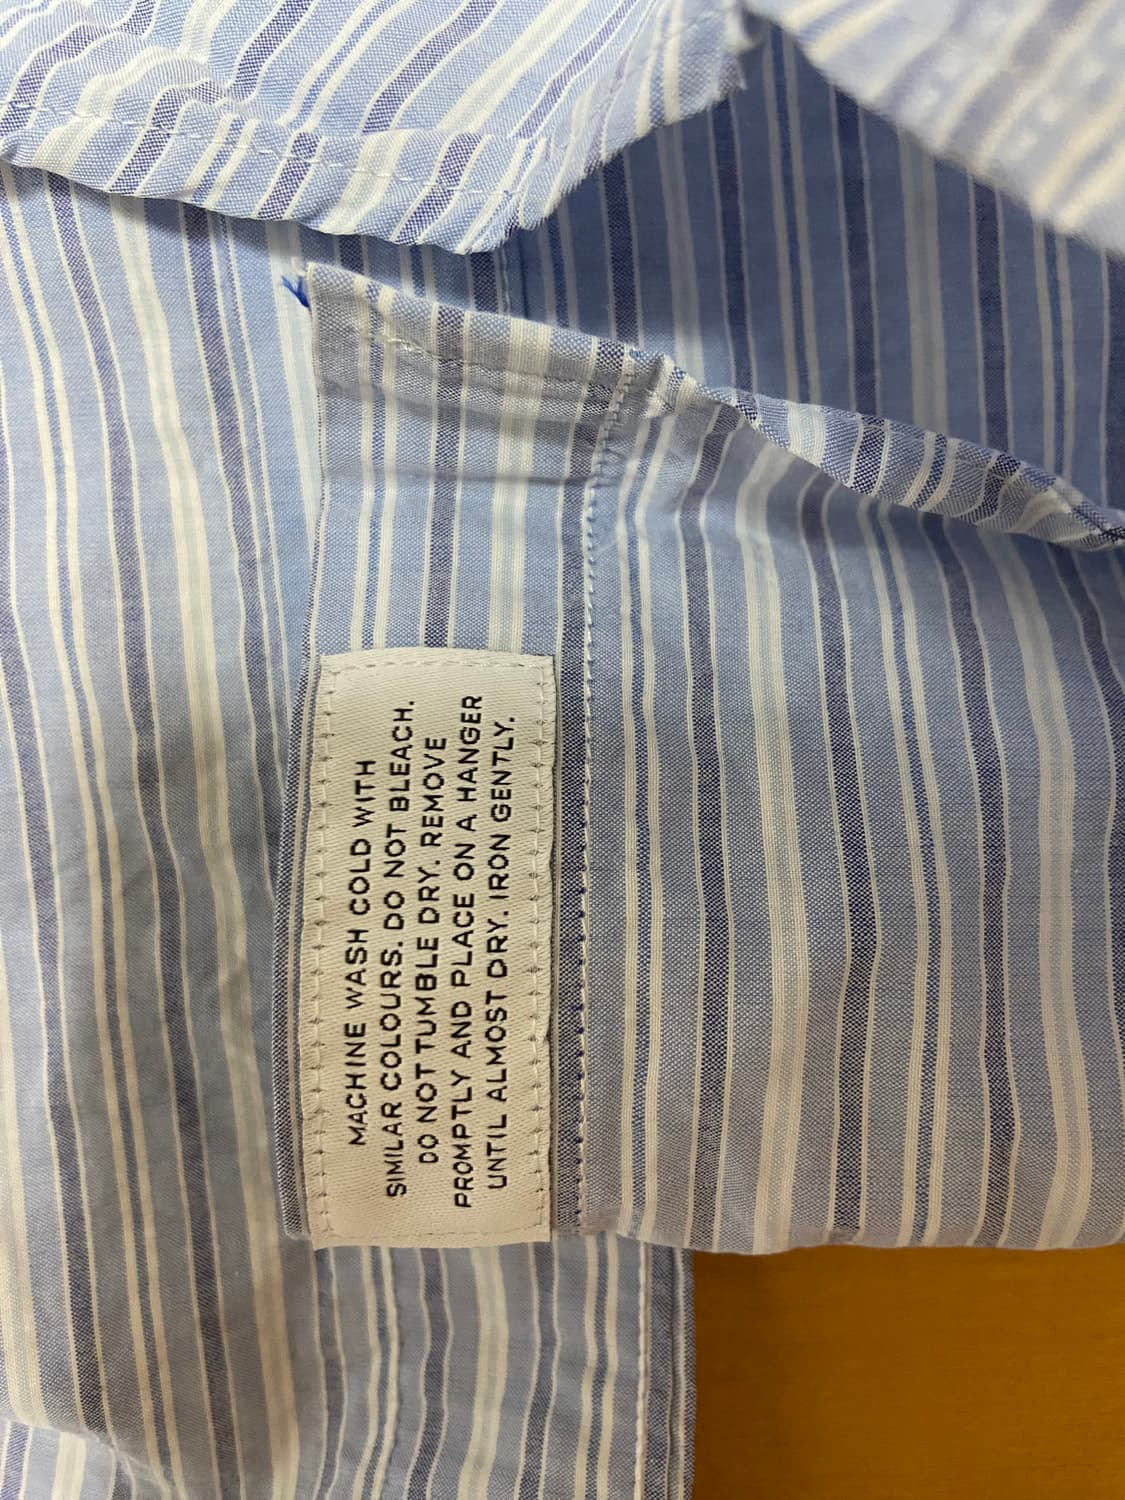 MACHINE WASH COLD WITH
SIMILAR COLOURS. DO NOT BLEACH.
DO NOT TUMBLE DRY. REMOVE
PROMPTLY AND PLACE ON A HANGER
UNTIL ALMOST DRY. IRON GENTLY.